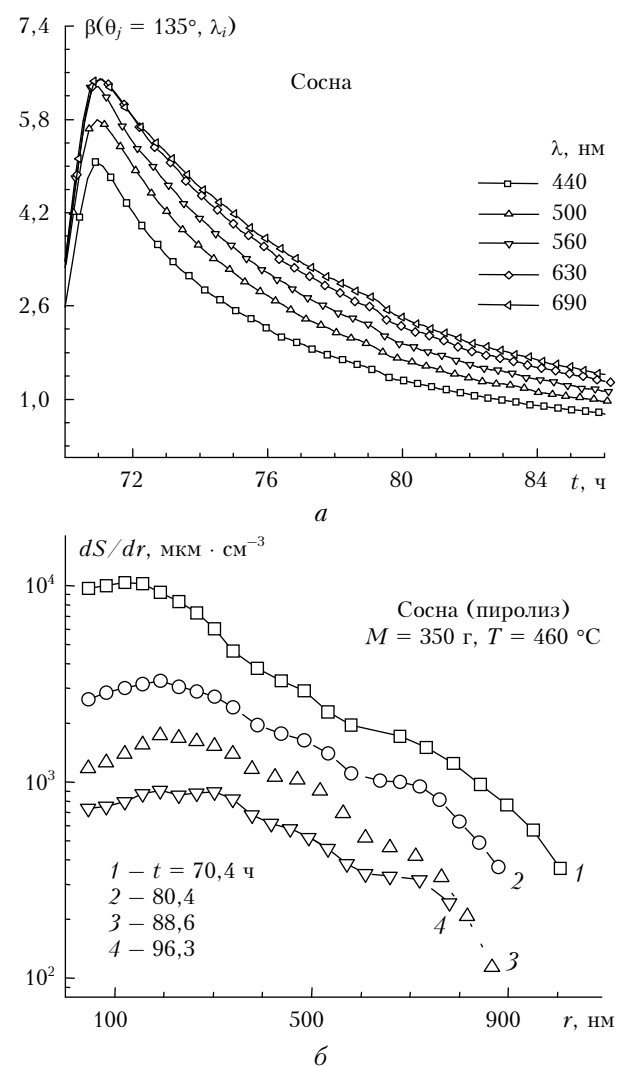 7,4
β(θj = 135°, λi)
Сосна
5,8
λ, нм
440
4,2
500
560
630
2,6
690
1,0
72 76 80 84 t, ч
а
dS/dr, мкм · см⁻³
10⁴
Сосна (пиролиз)
M = 350 г, T = 460 °C
10³
1 – t = 70,4 ч
2 – 80,4
3 – 88,6
4 – 96,3
1
2
4
3
10²
100 500 900 r, нм
б